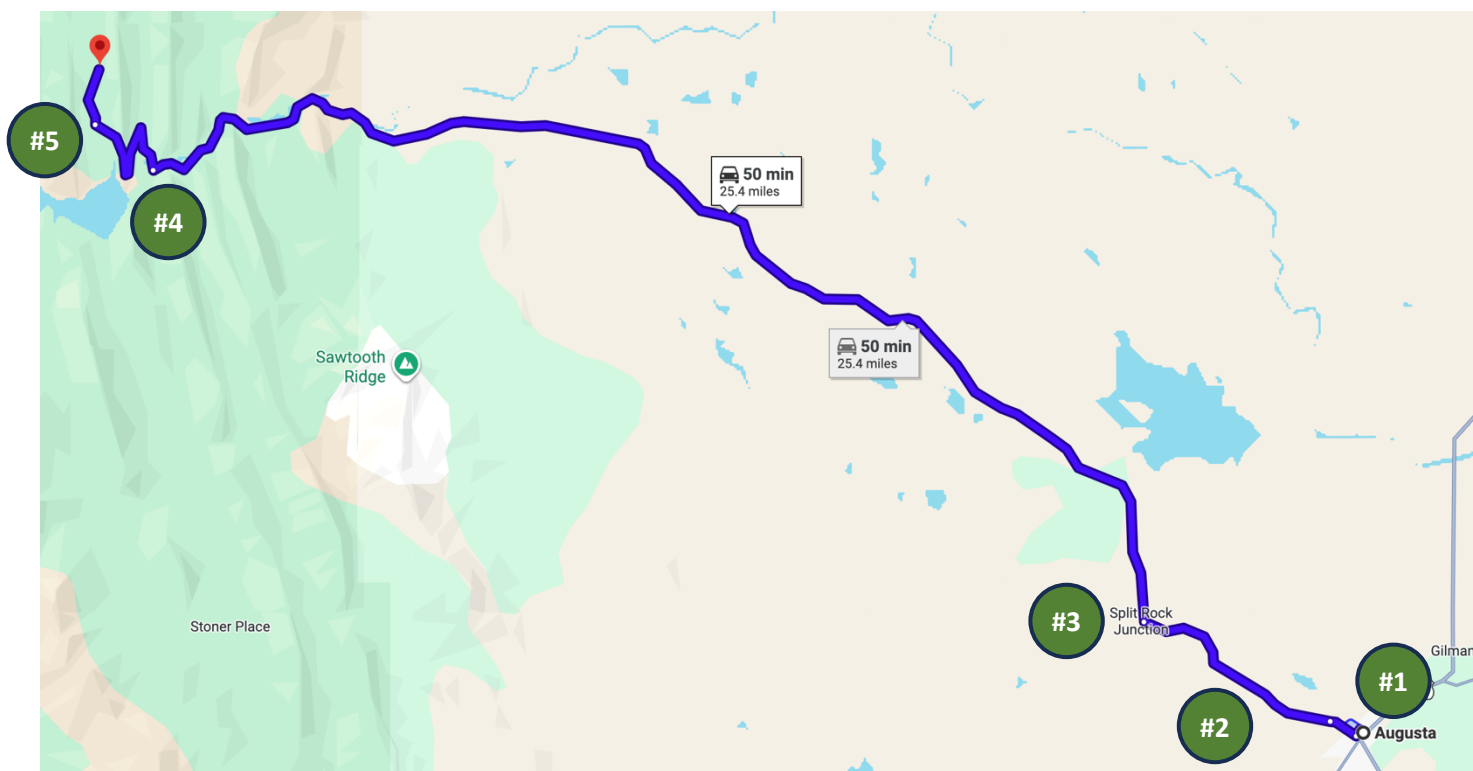 #5
#4
50 min
25.4 miles
50 min
25.4 miles
Sawtooth
Ridge
Stoner Place
#3
Split Rock
Junction
#2
#1
Gilman
Augusta